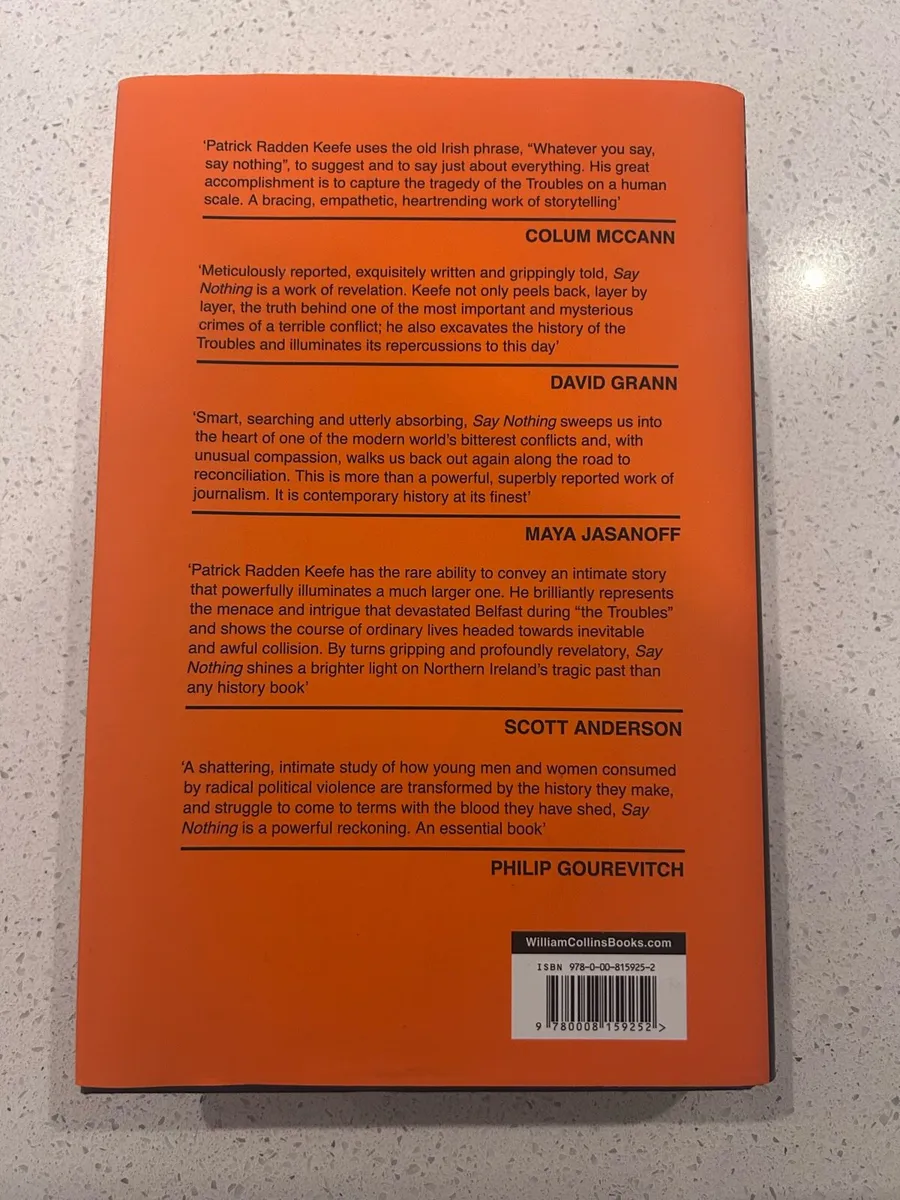 ‘Patrick Radden Keefe uses the old Irish phrase, “Whatever you say,
say nothing”, to suggest and to say just about everything. His great
accomplishment is to capture the tragedy of the Troubles on a human
scale. A bracing, empathetic, heartrending work of storytelling’
COLUM MCCANN
‘Meticulously reported, exquisitely written and grippingly told, Say
Nothing is a work of revelation. Keefe not only peels back, layer by
layer, the truth behind one of the most important and mysterious
crimes of a terrible conflict; he also excavates the history of the
Troubles and illuminates its repercussions to this day’
DAVID GRANN
‘Smart, searching and utterly absorbing, Say Nothing sweeps us into
the heart of one of the modern world’s bitterest conflicts and, with
unusual compassion, walks us back out again along the road to
reconciliation. This is more than a powerful, superbly reported work of
journalism. It is contemporary history at its finest’
MAYA JASANOFF
‘Patrick Radden Keefe has the rare ability to convey an intimate story
that powerfully illuminates a much larger one. He brilliantly represents
the menace and intrigue that devastated Belfast during “the Troubles”
and shows the course of ordinary lives headed towards inevitable
and awful collision. By turns gripping and profoundly revelatory, Say
Nothing shines a brighter light on Northern Ireland’s tragic past than
any history book’
SCOTT ANDERSON
‘A shattering, intimate study of how young men and women consumed
by radical political violence are transformed by the history they make,
and struggle to come to terms with the blood they have shed, Say
Nothing is a powerful reckoning. An essential book’
PHILIP GOUREVITCH
WilliamCollinsBooks.com
ISBN 978-0-00-815925-2
9 780008 159252 >